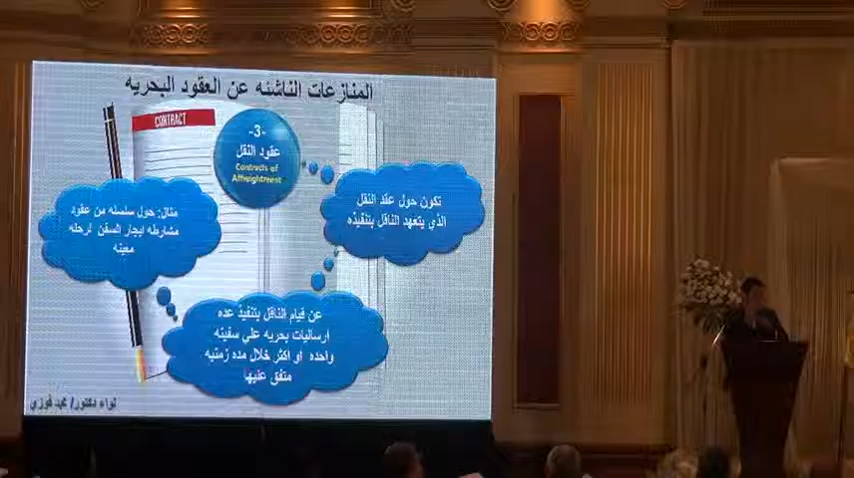 المنازعات الناشئه عن العقود البحريه
CONTRACT
-3-
عقود النقل
Contracts of
Affreightment
تكون حول عقد النقل
الذي يتعهد الناقل بتنفيذه
عن قيام الناقل بتنفيذ عده
ارساليات بحريه علي سفينه
واحده او اكثر خلال مده زمنيه
متفق عليها
مثال: حول سلسله من عقود
مشارطه ايجار السفن لرحله
معينه
لواء دكتور/ محمد فوزي